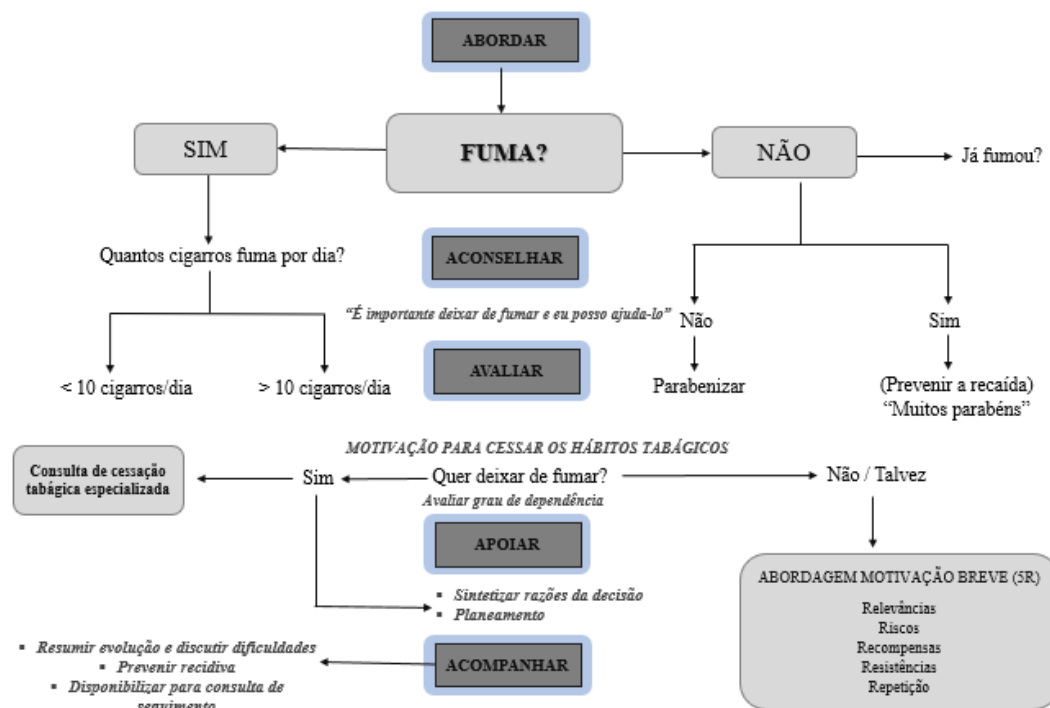 ABORDAR
SIM
FUMA?
NÃO
Já fumou?
Quantos cigarros fuma por dia?
ACONSELHAR
“É importante deixar de fumar e eu posso ajuda-lo”
Não
Sim
< 10 cigarros/dia
> 10 cigarros/dia
AVALIAR
Parabenizar
(Prevenir a recaída)
“Muitos parabéns”
MOTIVAÇÃO PARA CESSAR OS HÁBITOS TABÁGICOS
Consulta de cessação
tabágica especializada
Sim
Quer deixar de fumar?
Não / Talvez
Avaliar grau de dependência
APOIAR
▪ Sintetizar razões da decisão
▪ Planeamento
ABORDAGEM MOTIVAÇÃO BREVE (5R)
Relevâncias
Riscos
Recompensas
Resistências
Repetição
▪ Resumir evolução e discutir dificuldades
▪ Prevenir recidiva
▪ Disponibilizar para consulta de
seguimento
ACOMPANHAR